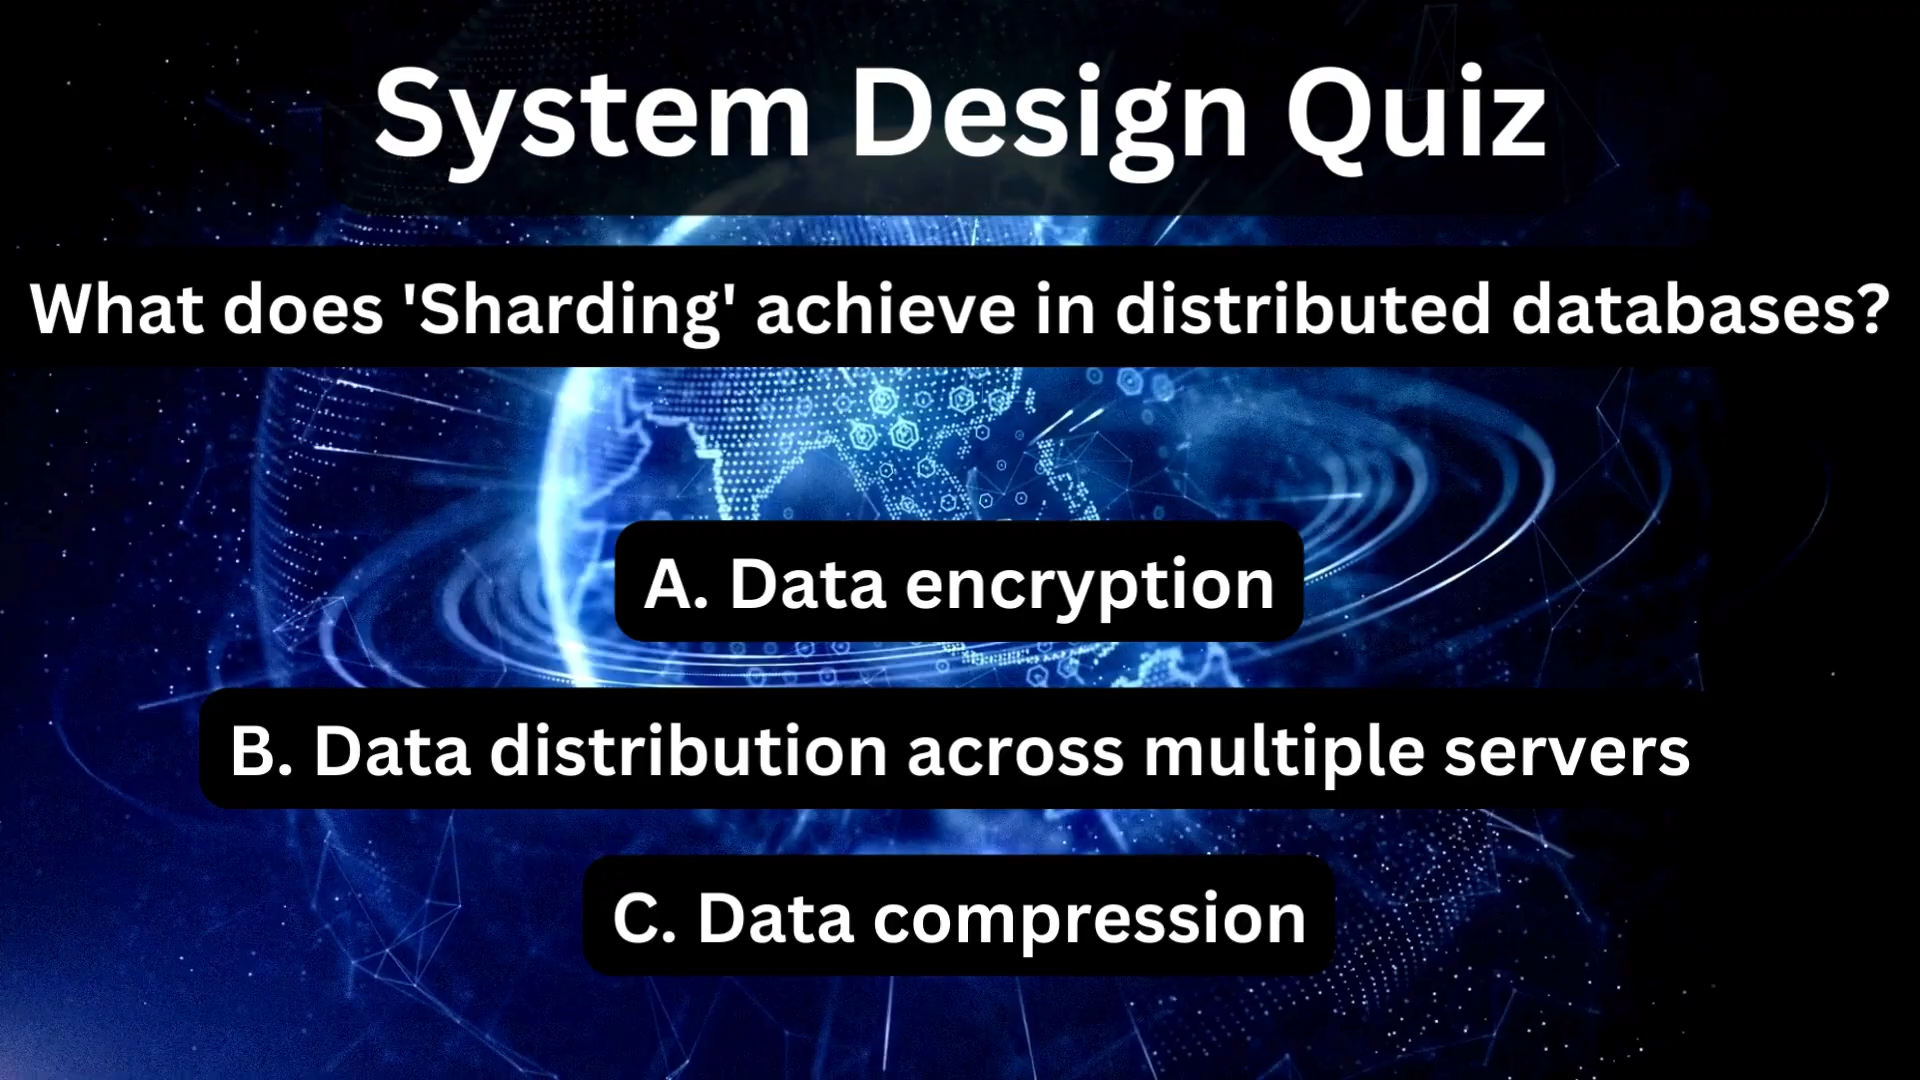 System Design Quiz
What does 'Sharding' achieve in distributed databases?
A. Data encryption
B. Data distribution across multiple servers
C. Data compression